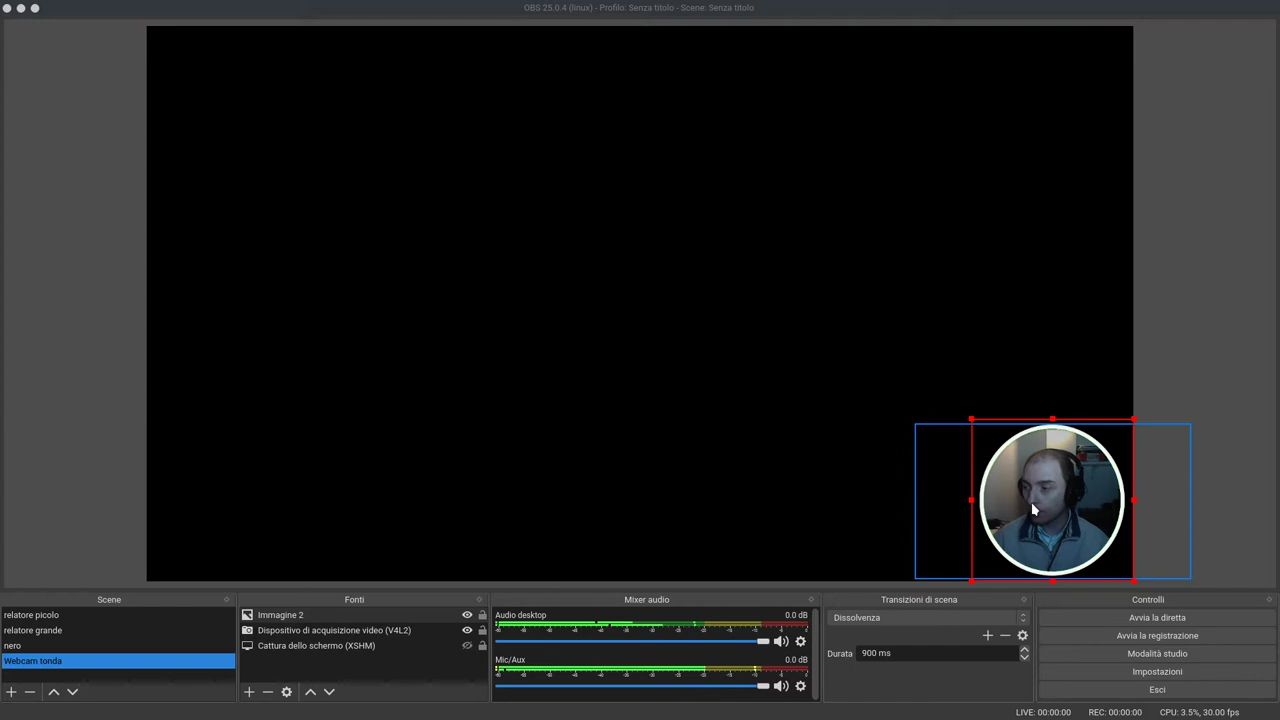 OBS 25.0.4 (linux) - Profilo: Senza titolo - Scene: Senza titolo
Scene
relatore picolo
relatore grande
nero
Webcam tonda
Fonti
Immagine 2
Dispositivo di acquisizione video (V4L2)
Cattura dello schermo (XSHM)
Mixer audio
Audio desktop 0.0 dB
Mic/Aux 0.0 dB
Transizioni di scena
Dissolvenza
Durata 900 ms
Controlli
Avvia la diretta
Avvia la registrazione
Modalità studio
Impostazioni
Esci
LIVE: 00:00:00 REC: 00:00:00 CPU: 3.5%, 30.00 fps